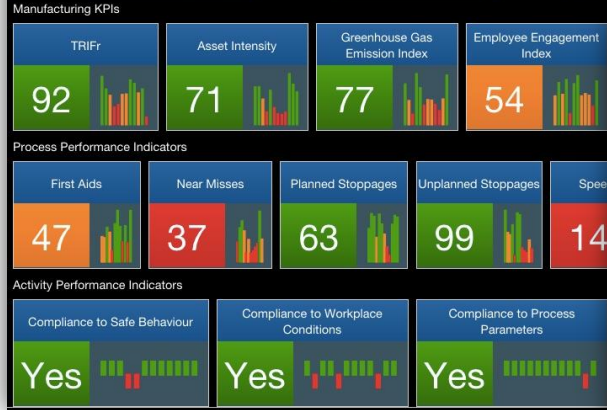 Manufacturing KPIs
TRIFr
Asset Intensity
Greenhouse Gas
Emission Index
Employee Engagement
Index
92
71
77
54
Process Performance Indicators
First Aids
Near Misses
Planned Stoppages
Unplanned Stoppages
Spee
47
37
63
99
14
Activity Performance Indicators
Compliance to Safe Behaviour
Compliance to Workplace
Conditions
Compliance to Process
Parameters
Yes
Yes
Yes